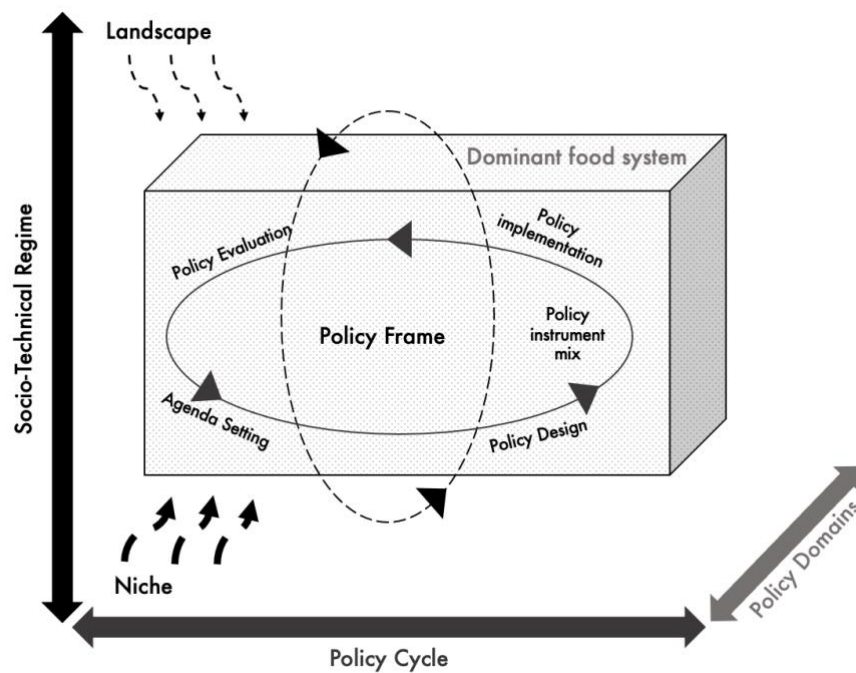 Landscape
Dominant food system
Socio-Technical Regime
Policy Evaluation
Policy
implementation
Policy Frame
Policy
instrument
mix
Agenda Setting
Policy Design
Niche
Policy Domains
Policy Cycle